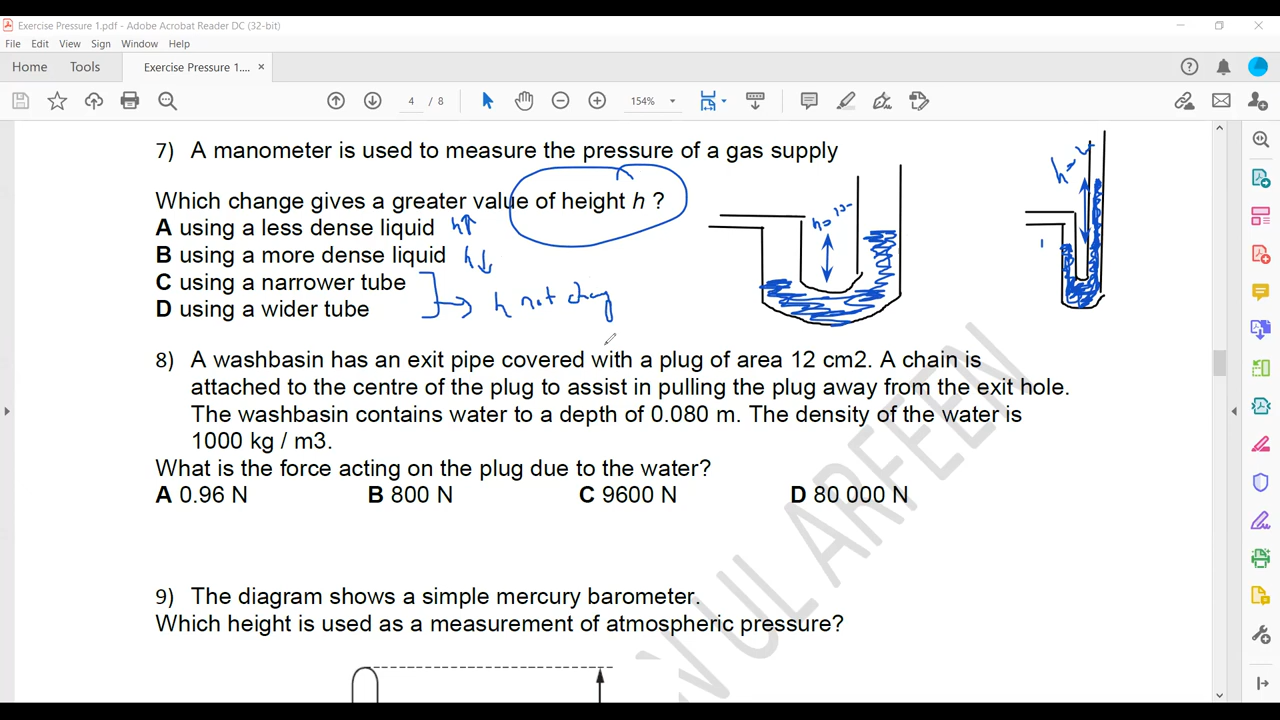 Exercise Pressure 1.pdf - Adobe Acrobat Reader DC (32-bit)
File Edit View Sign Window Help
Home Tools Exercise Pressure 1.... ×
4 / 8 154%
7) A manometer is used to measure the pressure of a gas supply
Which change gives a greater value of height h ?
A using a less dense liquid h↑
B using a more dense liquid h↓
C using a narrower tube
D using a wider tube
h not chang
h=
h=
8) A washbasin has an exit pipe covered with a plug of area 12 cm2. A chain is
attached to the centre of the plug to assist in pulling the plug away from the exit hole.
The washbasin contains water to a depth of 0.080 m. The density of the water is
1000 kg / m3.
What is the force acting on the plug due to the water?
A 0.96 N B 800 N C 9600 N D 80 000 N
9) The diagram shows a simple mercury barometer.
Which height is used as a measurement of atmospheric pressure?
UL ARFEEN